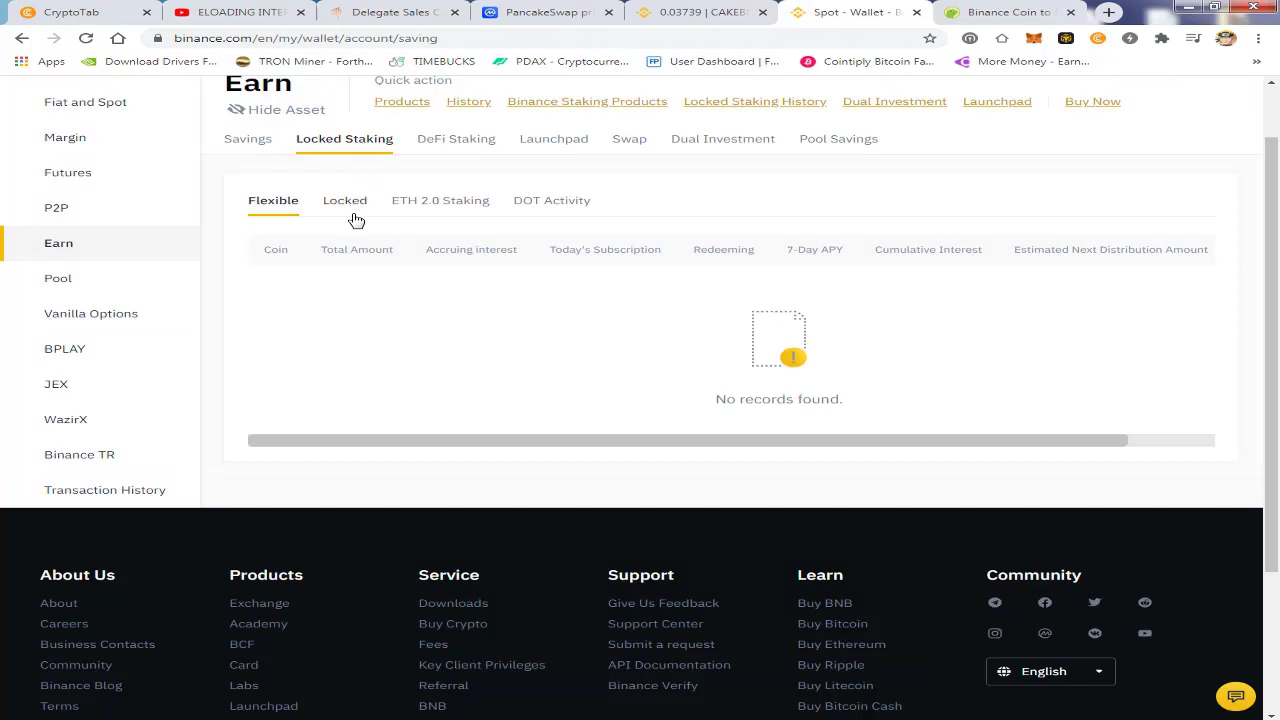 CryptoTab
ELOADING INTER
Delegate Sales C
Pancas
pr
0.03739 | CAKEB
Spot - Wallet - B
Binance Coin to
binance.com/en/my/wallet/account/saving
Apps
Download Drives F...
TRON Miner - Forth...
TIMEBUCKS
PDAX - Cryptocurre...
User Dashboard | F...
Cointiply Bitcoin Fa...
More Money - Earn...
»
Earn
Hide Asset
Quick action
Products
History
Binance Staking Products
Locked Staking History
Dual Investment
Launchpad
Buy Now
Fiat and Spot
Margin
Futures
P2P
Earn
Pool
Vanilla Options
BPLAY
JEX
WazirX
Binance TR
Transaction History
Savings
Locked Staking
DeFi Staking
Launchpad
Swap
Dual Investment
Pool Savings
Flexible
Locked
ETH 2.0 Staking
DOT Activity
Coin
Total Amount
Accruing interest
Today's Subscription
Redeeming
7-Day APY
Cumulative Interest
Estimated Next Distribution Amount
No records found.
About Us
About
Careers
Business Contacts
Community
Binance Blog
Terms
Products
Exchange
Academy
BCF
Card
Labs
Launchpad
Service
Downloads
Buy Crypto
Fees
Key Client Privileges
Referral
BNB
Support
Give Us Feedback
Support Center
Submit a request
API Documentation
Binance Verify
Learn
Buy BNB
Buy Bitcoin
Buy Ethereum
Buy Ripple
Buy Litecoin
Buy Bitcoin Cash
Community
English